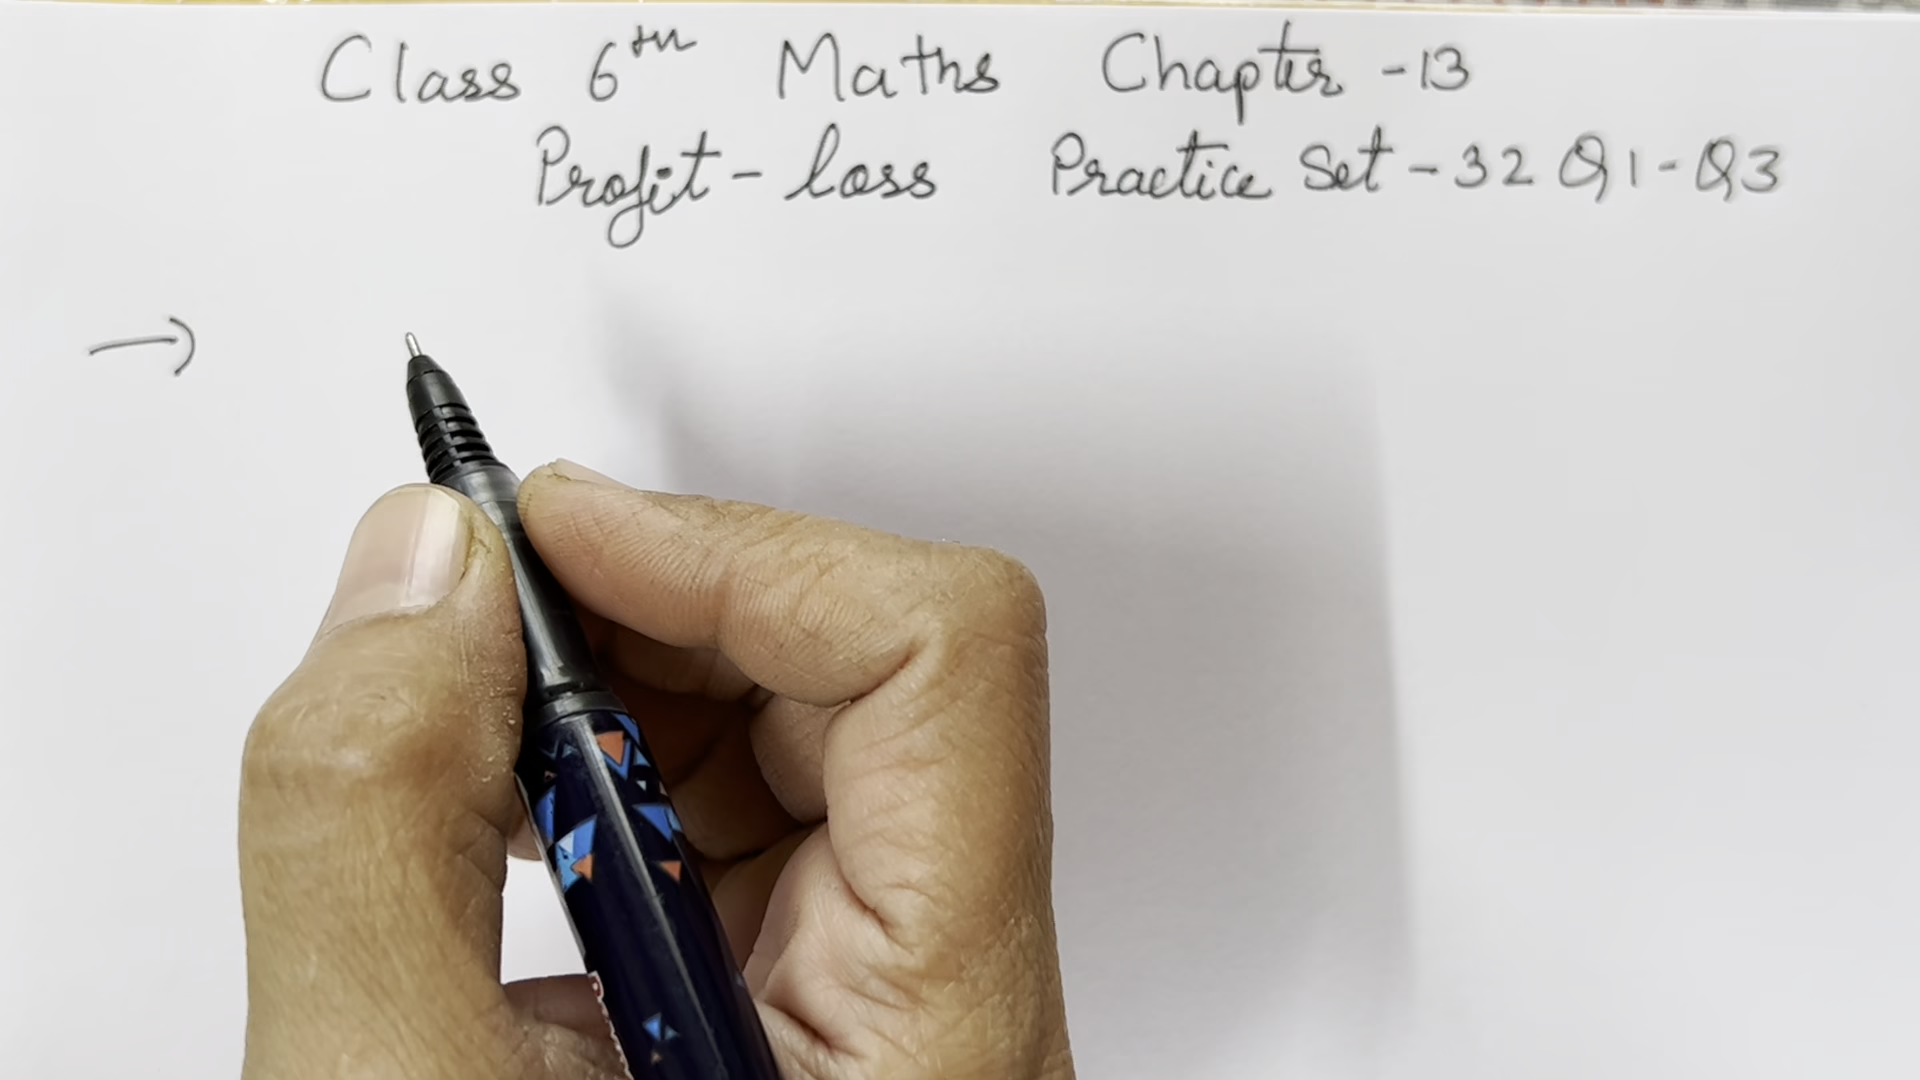 Class 6th Maths Chapter -13
Profit - loss Practice Set - 32 Q1 - Q3
→